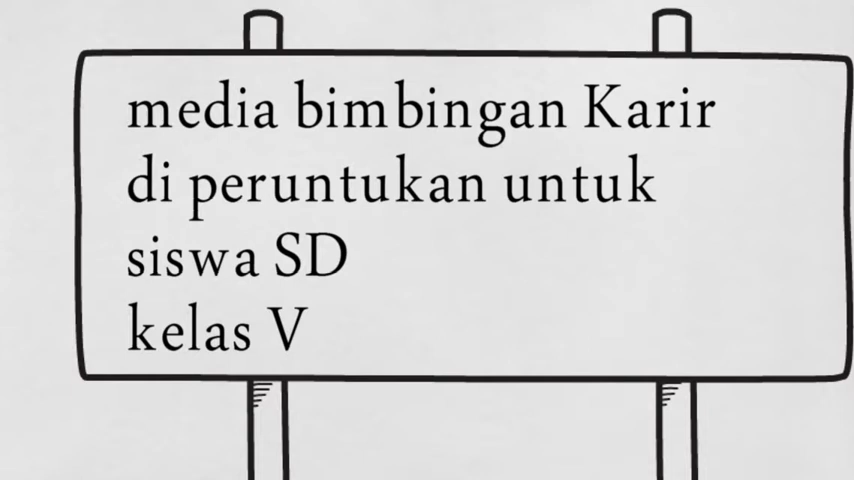 media bimbingan Karir
di peruntukan untuk
siswa SD
kelas V